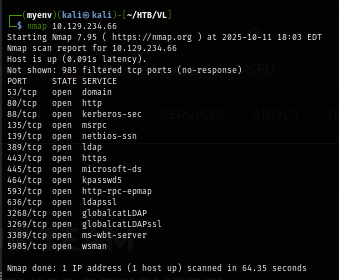 (myenv)(kali㉿kali)-[~/HTB/VL]
$ nmap 10.129.234.66
Starting Nmap 7.95 ( https://nmap.org ) at 2025-10-11 18:03 EDT
Nmap scan report for 10.129.234.66
Host is up (0.091s latency).
Not shown: 985 filtered tcp ports (no-response)
PORT STATE SERVICE
53/tcp open domain
80/tcp open http
88/tcp open kerberos-sec
135/tcp open msrpc
139/tcp open netbios-ssn
389/tcp open ldap
443/tcp open https
445/tcp open microsoft-ds
464/tcp open kpasswd5
593/tcp open http-rpc-epmap
636/tcp open ldapssl
3268/tcp open globalcatLDAP
3269/tcp open globalcatLDAPssl
3389/tcp open ms-wbt-server
5985/tcp open wsman
Nmap done: 1 IP address (1 host up) scanned in 64.35 seconds
SERVICES ABOUT